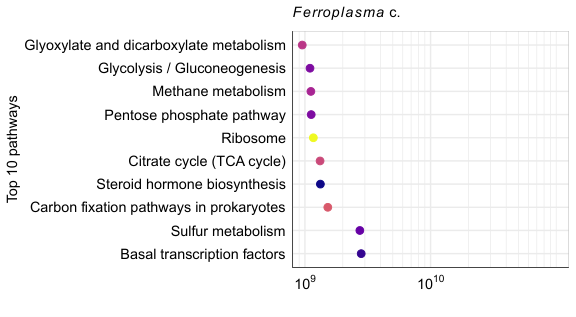 Ferroplasma c.
Top 10 pathways
Glyoxylate and dicarboxylate metabolism
Glycolysis / Gluconeogenesis
Methane metabolism
Pentose phosphate pathway
Ribosome
Citrate cycle (TCA cycle)
Steroid hormone biosynthesis
Carbon fixation pathways in prokaryotes
Sulfur metabolism
Basal transcription factors
10⁹ 10¹⁰